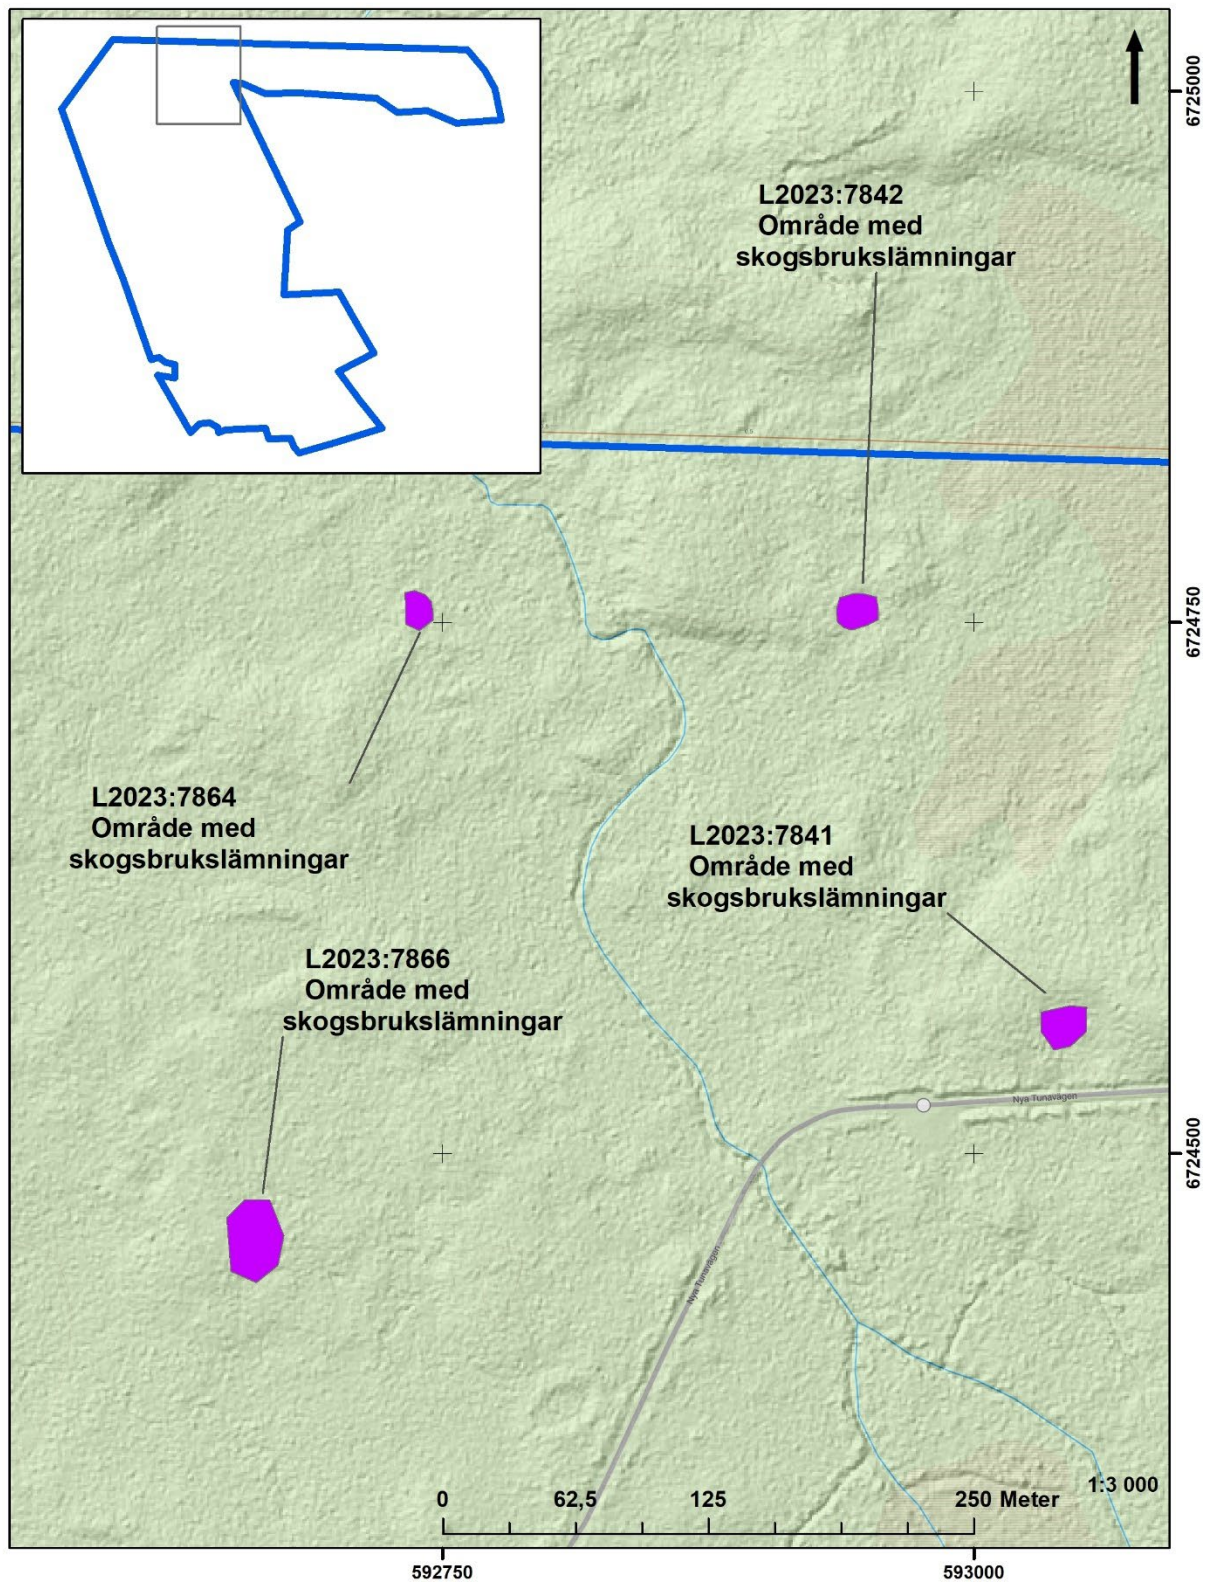 6725000
L2023:7842
Område med
skogsbrukslämningar
6724750
L2023:7864
Område med
skogsbrukslämningar
L2023:7841
Område med
skogsbrukslämningar
L2023:7866
Område med
skogsbrukslämningar
Nya Tunavägen
6724500
Nya Tunavägen
1:3 000
0 62,5 125 250 Meter
592750 593000